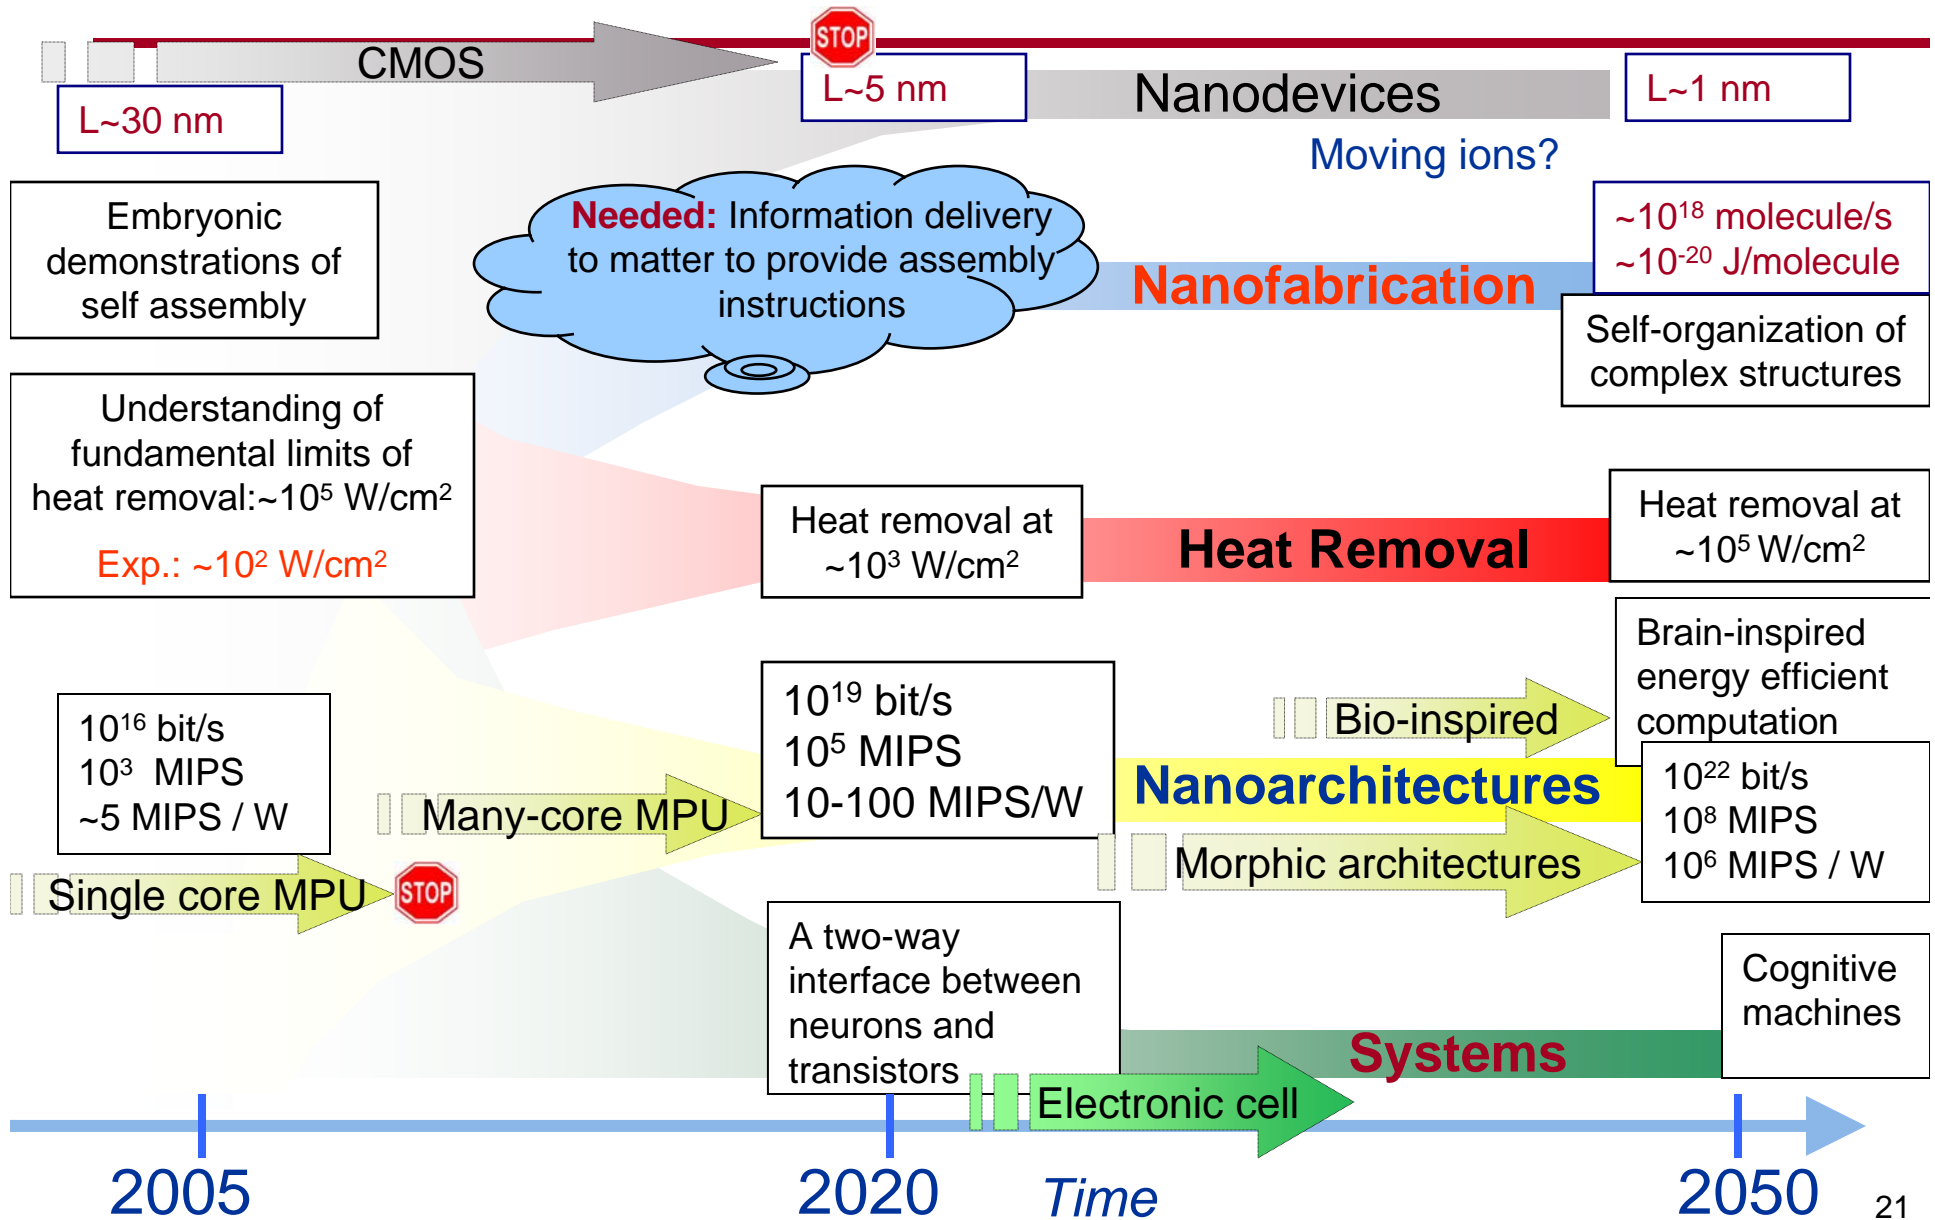 CMOS
STOP
L~30 nm
L~5 nm
Nanodevices
L~1 nm
Moving ions?
Embryonic
demonstrations of
self assembly
Needed: Information delivery
to matter to provide assembly
instructions
Nanofabrication
~10¹⁸ molecule/s
~10⁻²⁰ J/molecule
Self-organization of
complex structures
Understanding of
fundamental limits of
heat removal:~10⁵ W/cm²
Exp.: ~10² W/cm²
Heat removal at
~10³ W/cm²
Heat Removal
Heat removal at
~10⁵ W/cm²
Brain-inspired
energy efficient
computation
10¹⁶ bit/s
10³ MIPS
~5 MIPS / W
Single core MPU
STOP
Many-core MPU
10¹⁹ bit/s
10⁵ MIPS
10-100 MIPS/W
Bio-inspired
Nanoarchitectures
Morphic architectures
10²² bit/s
10⁸ MIPS
10⁶ MIPS / W
A two-way
interface between
neurons and
transistors
Electronic cell
Systems
Cognitive
machines
2005
2020
Time
2050
21